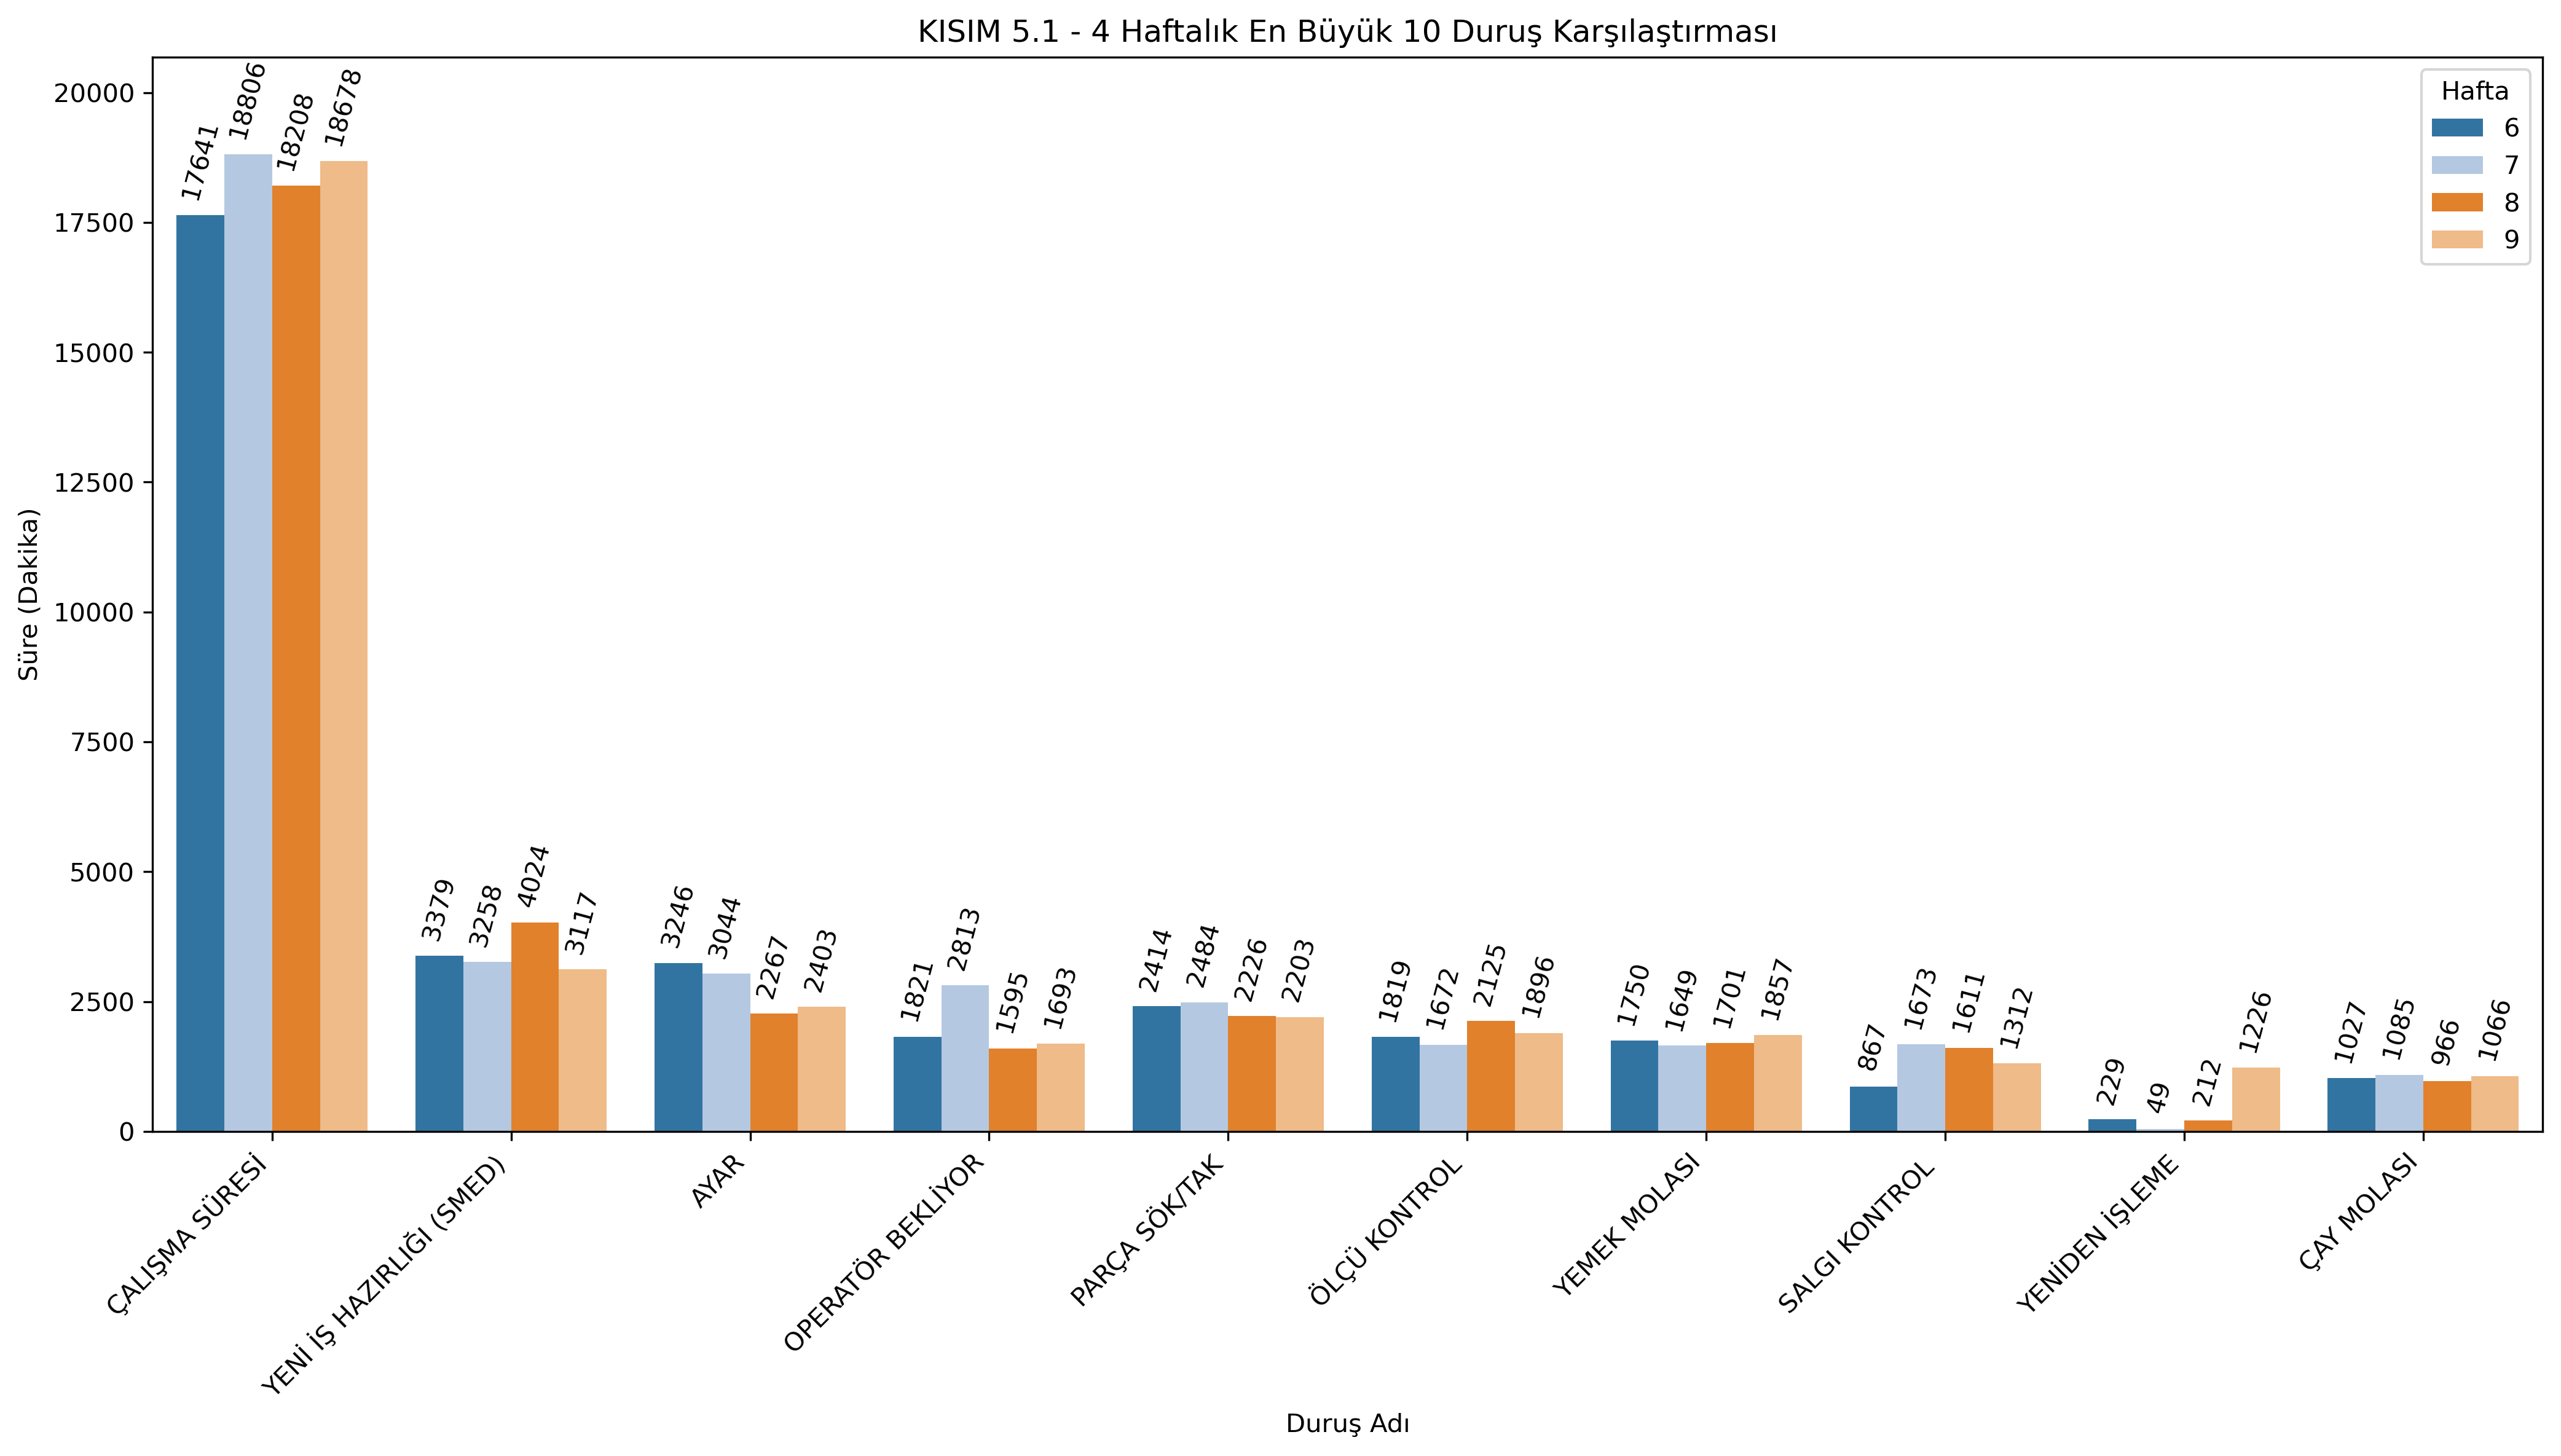 KISIM 5.1 - 4 Haftalık En Büyük 10 Duruş Karşılaştırması
Hafta
6
7
8
9
Süre (Dakika)
20000
17500
15000
12500
10000
7500
5000
2500
0
17641 18806 18208 18678
3379 3258 4024 3117
3246 3044 2267 2403
1821 2813 1595 1693
2414 2484 2226 2203
1819 1672 2125 1896
1750 1649 1701 1857
867 1673 1611 1312
229 49 212 1226
1027 1085 966 1066
ÇALIŞMA SÜRESİ
YENİ İŞ HAZIRLIĞI (SMED)
AYAR
OPERATÖR BEKLİYOR
PARÇA SÖK/TAK
ÖLÇÜ KONTROL
YEMEK MOLASI
SALGI KONTROL
YENİDEN İŞLEME
ÇAY MOLASI
Duruş Adı